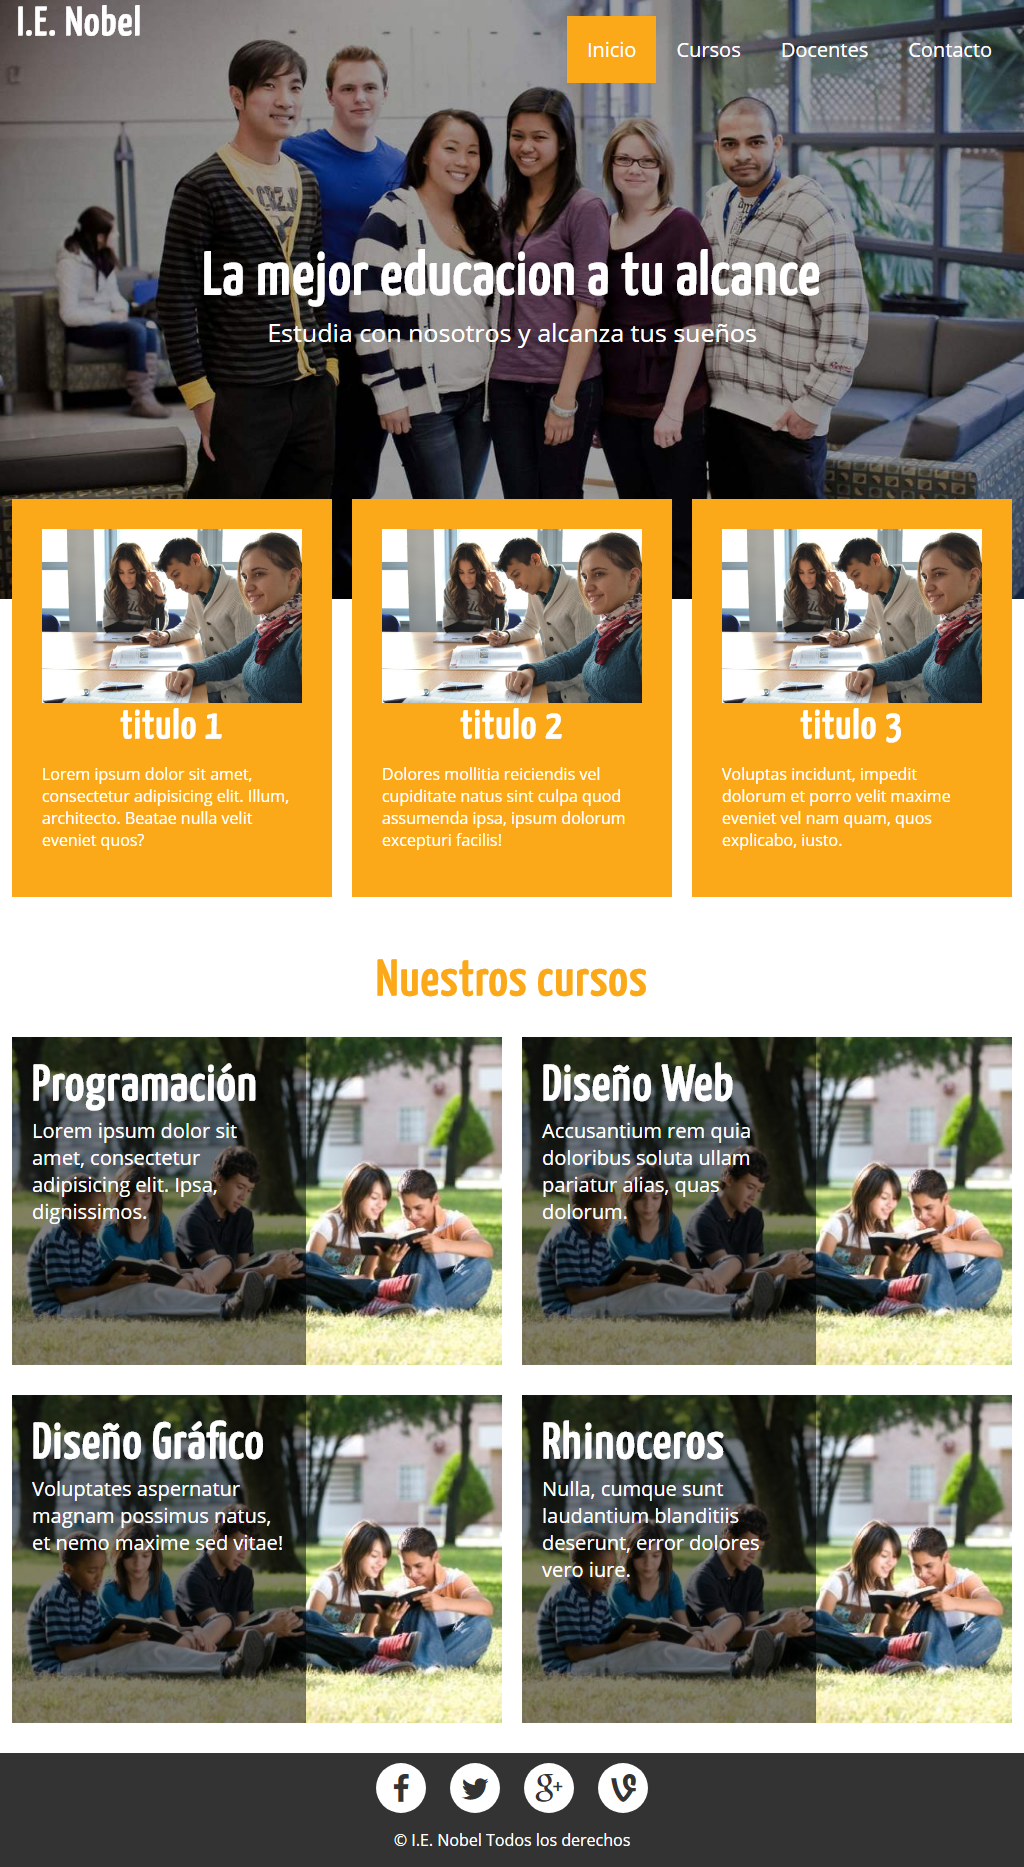 I.E. Nobel
Inicio Cursos Docentes Contacto
La mejor educacion a tu alcance
Estudia con nosotros y alcanza tus sueños
titulo 1
Lorem ipsum dolor sit amet,
consectetur adipisicing elit. Illum,
architecto. Beatae nulla velit
eveniet quos?
titulo 2
Dolores mollitia reiciendis vel
cupiditate natus sint culpa quod
assumenda ipsa, ipsum dolorum
excepturi facilis!
titulo 3
Voluptas incidunt, impedit
dolorum et porro velit maxime
eveniet vel nam quam, quos
explicabo, iusto.
Nuestros cursos
Programación
Lorem ipsum dolor sit
amet, consectetur
adipisicing elit. Ipsa,
dignissimos.
Diseño Web
Accusantium rem quia
doloribus soluta ullam
pariatur alias, quas
dolorum.
Diseño Gráfico
Voluptates aspernatur
magnam possimus natus,
et nemo maxime sed vitae!
Rhinoceros
Nulla, cumque sunt
laudantium blanditiis
deserunt, error dolores
vero iure.
© I.E. Nobel Todos los derechos